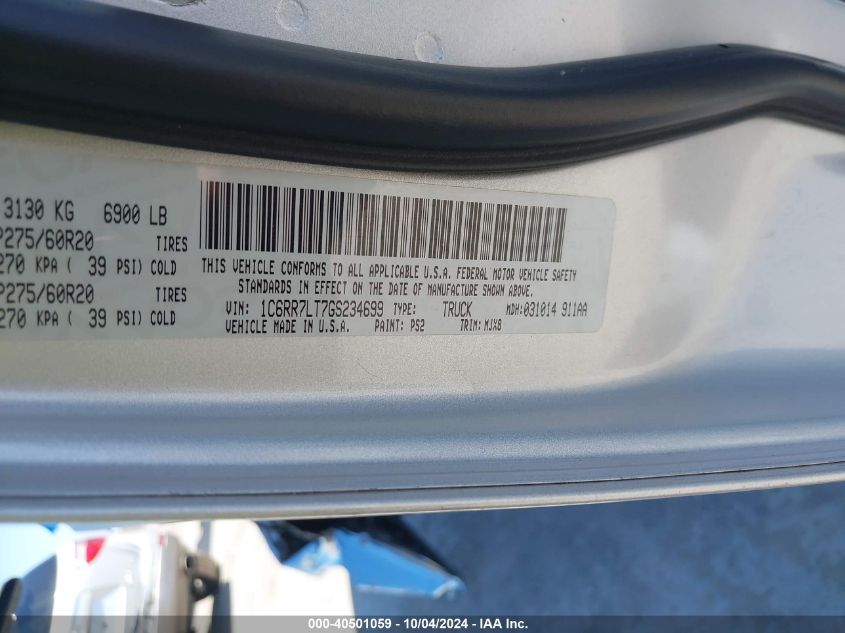 3130 KG 6900 LB
P275/60R20 TIRES
270 KPA ( 39 PSI) COLD
P275/60R20 TIRES
270 KPA ( 39 PSI) COLD
THIS VEHICLE CONFORMS TO ALL APPLICABLE U.S.A. FEDERAL MOTOR VEHICLE SAFETY
STANDARDS IN EFFECT ON THE DATE OF MANUFACTURE SHOWN ABOVE.
VIN: 1C6RR7LT7GS234699 TYPE: TRUCK MDH: 031014 911AA
VEHICLE MADE IN U.S.A. PAINT: PS2 TRIM: MJX8
000-40501059 - 10/04/2024 - IAA Inc.